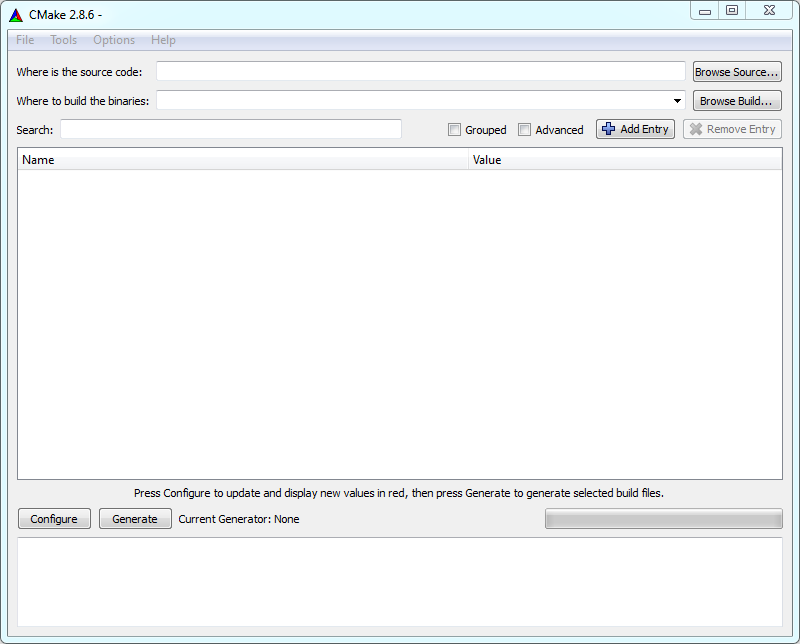 CMake 2.8.6 -
File Tools Options Help
Where is the source code: Browse Source...
Where to build the binaries: Browse Build...
Search: Grouped Advanced Add Entry Remove Entry
Name Value
Press Configure to update and display new values in red, then press Generate to generate selected build files.
Configure Generate Current Generator: None